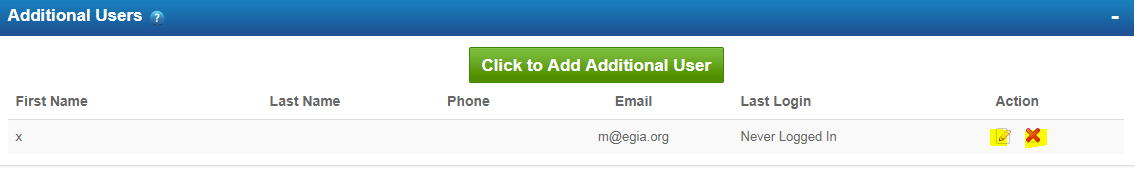 Additional Users ?
Click to Add Additional User
First Name Last Name Phone Email Last Login Action
x m@egia.org Never Logged In